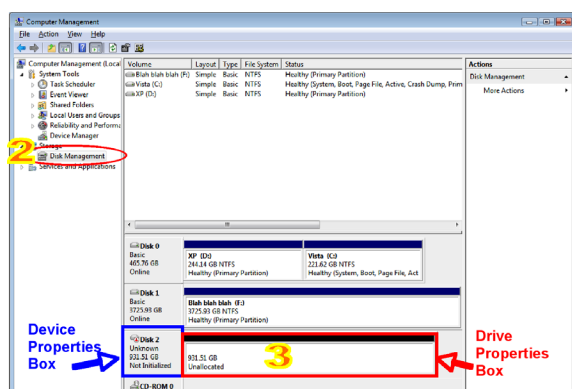 Computer Management
File Action View Help
Computer Management (Local
System Tools
Task Scheduler
Event Viewer
Shared Folders
Local Users and Groups
Reliability and Performa
Device Manager
Storage
Disk Management
Services and Applications
2
Volume Layout Type File System Status
Blah blah blah (F:) Simple Basic NTFS Healthy (Primary Partition)
Vista (C:) Simple Basic NTFS Healthy (System, Boot, Page File, Active, Crash Dump, Prim
XP (D:) Simple Basic NTFS Healthy (Primary Partition)
Actions
Disk Management
More Actions
Disk 0
Basic
465.76 GB
Online
XP (D:)
244.14 GB NTFS
Healthy (Primary Partition)
Vista (C:)
221.62 GB NTFS
Healthy (System, Boot, Page File, Act
Disk 1
Basic
3725.93 GB
Online
Blah blah blah (F:)
3725.93 GB NTFS
Healthy (Primary Partition)
Device
Properties
Box
Disk 2
Unknown
931.51 GB
Not Initialized
931.51 GB
Unallocated
3
Drive
Properties
Box
CD-ROM 0